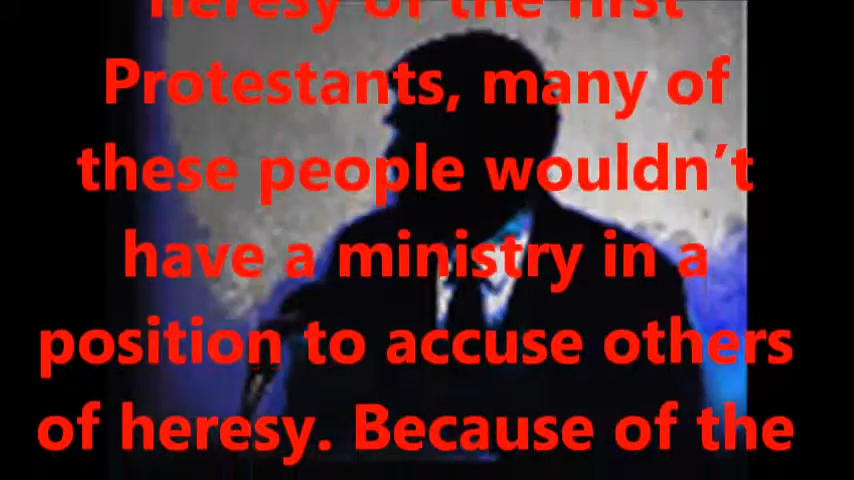 heresy of the first
Protestants, many of
these people wouldn’t
have a ministry in a
position to accuse others
of heresy. Because of the